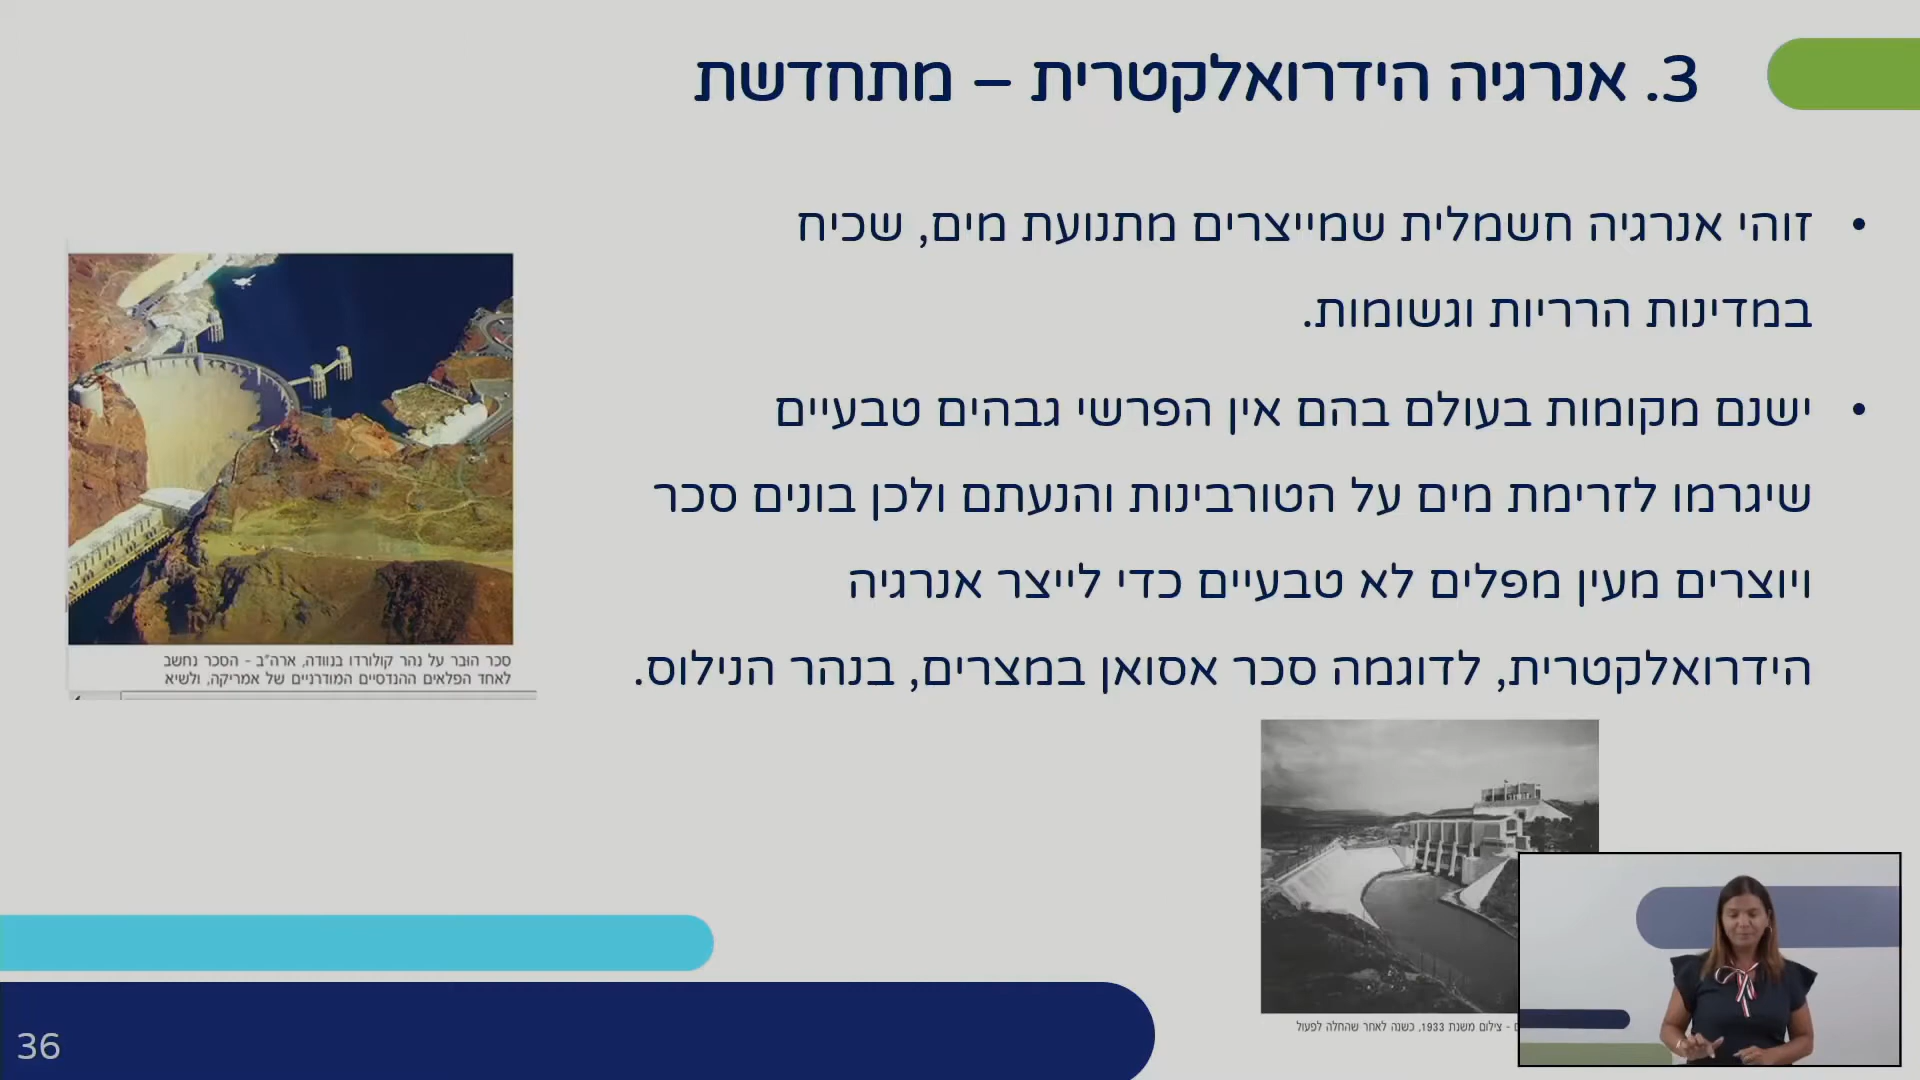 3. אנרגיה הידרואלקטרית – מתחדשת
• זוהי אנרגיה חשמלית שמייצרים מתנועת מים, שכיח
במדינות הרריות וגשומות.
• ישנם מקומות בעולם בהם אין הפרשי גבהים טבעיים
שיגרמו לזרימת מים על הטורבינות והנעתם ולכן בונים סכר
ויוצרים מעין מפלים לא טבעיים כדי לייצר אנרגיה
הידרואלקטרית, לדוגמה סכר אסואן במצרים, בנהר הנילוס.
סכר הובר על נהר קולורדו בנוודה, ארה"ב - הסכר נחשב
לאחד הפלאים ההנדסיים המודרניים של אמריקה, ולשיא
- צילום משנת 1933, כשנה לאחר שהחלה לפעול
36